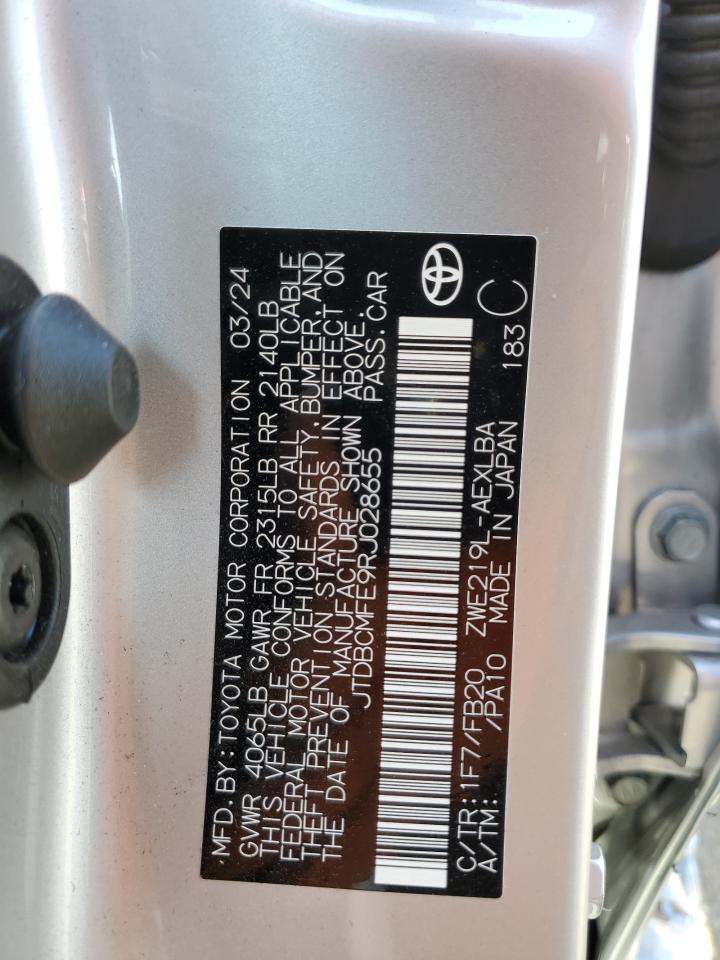 MFD.BY:TOYOTA MOTOR CORPORATION 03/24
GVWR 4065LB GAWR FR 2315LB RR 2140LB
THIS VEHICLE CONFORMS TO ALL APPLICABLE
FEDERAL MOTOR VEHICLE SAFETY,BUMPER,AND
THEFT PREVENTION STANDARDS IN EFFECT ON
THE DATE OF MANUFACTURE SHOWN ABOVE.
JTDBCMFE9RJ028655 PASS.CAR
C/TR:1F7/FB20 ZWE219L-AEXLBA
A/TM: /PA10 MADE IN JAPAN 183 C